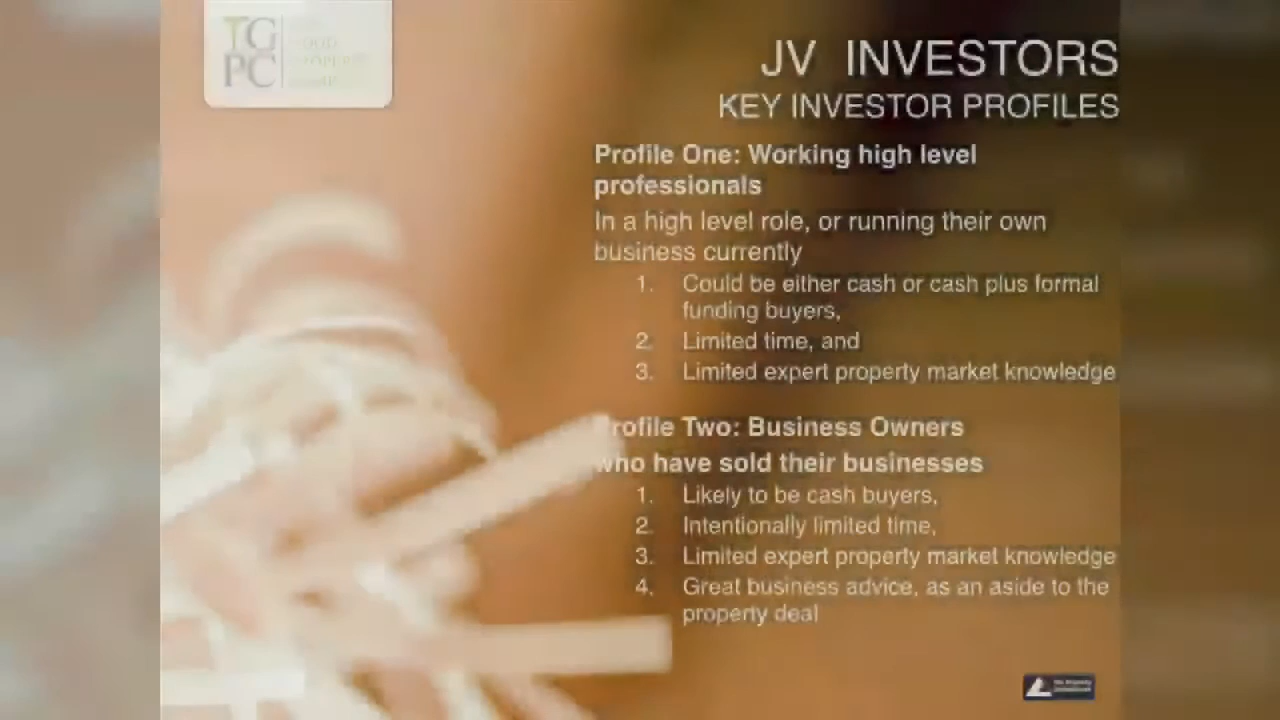 TG
PC
JV INVESTORS
KEY INVESTOR PROFILES
Profile One: Working high level
professionals
In a high level role, or running their own
business currently
1. Could be either cash or cash plus formal
funding buyers,
2. Limited time, and
3. Limited expert property market knowledge
Profile Two: Business Owners
who have sold their businesses
1. Likely to be cash buyers,
2. Intentionally limited time,
3. Limited expert property market knowledge
4. Great business advice, as an aside to the
property deal